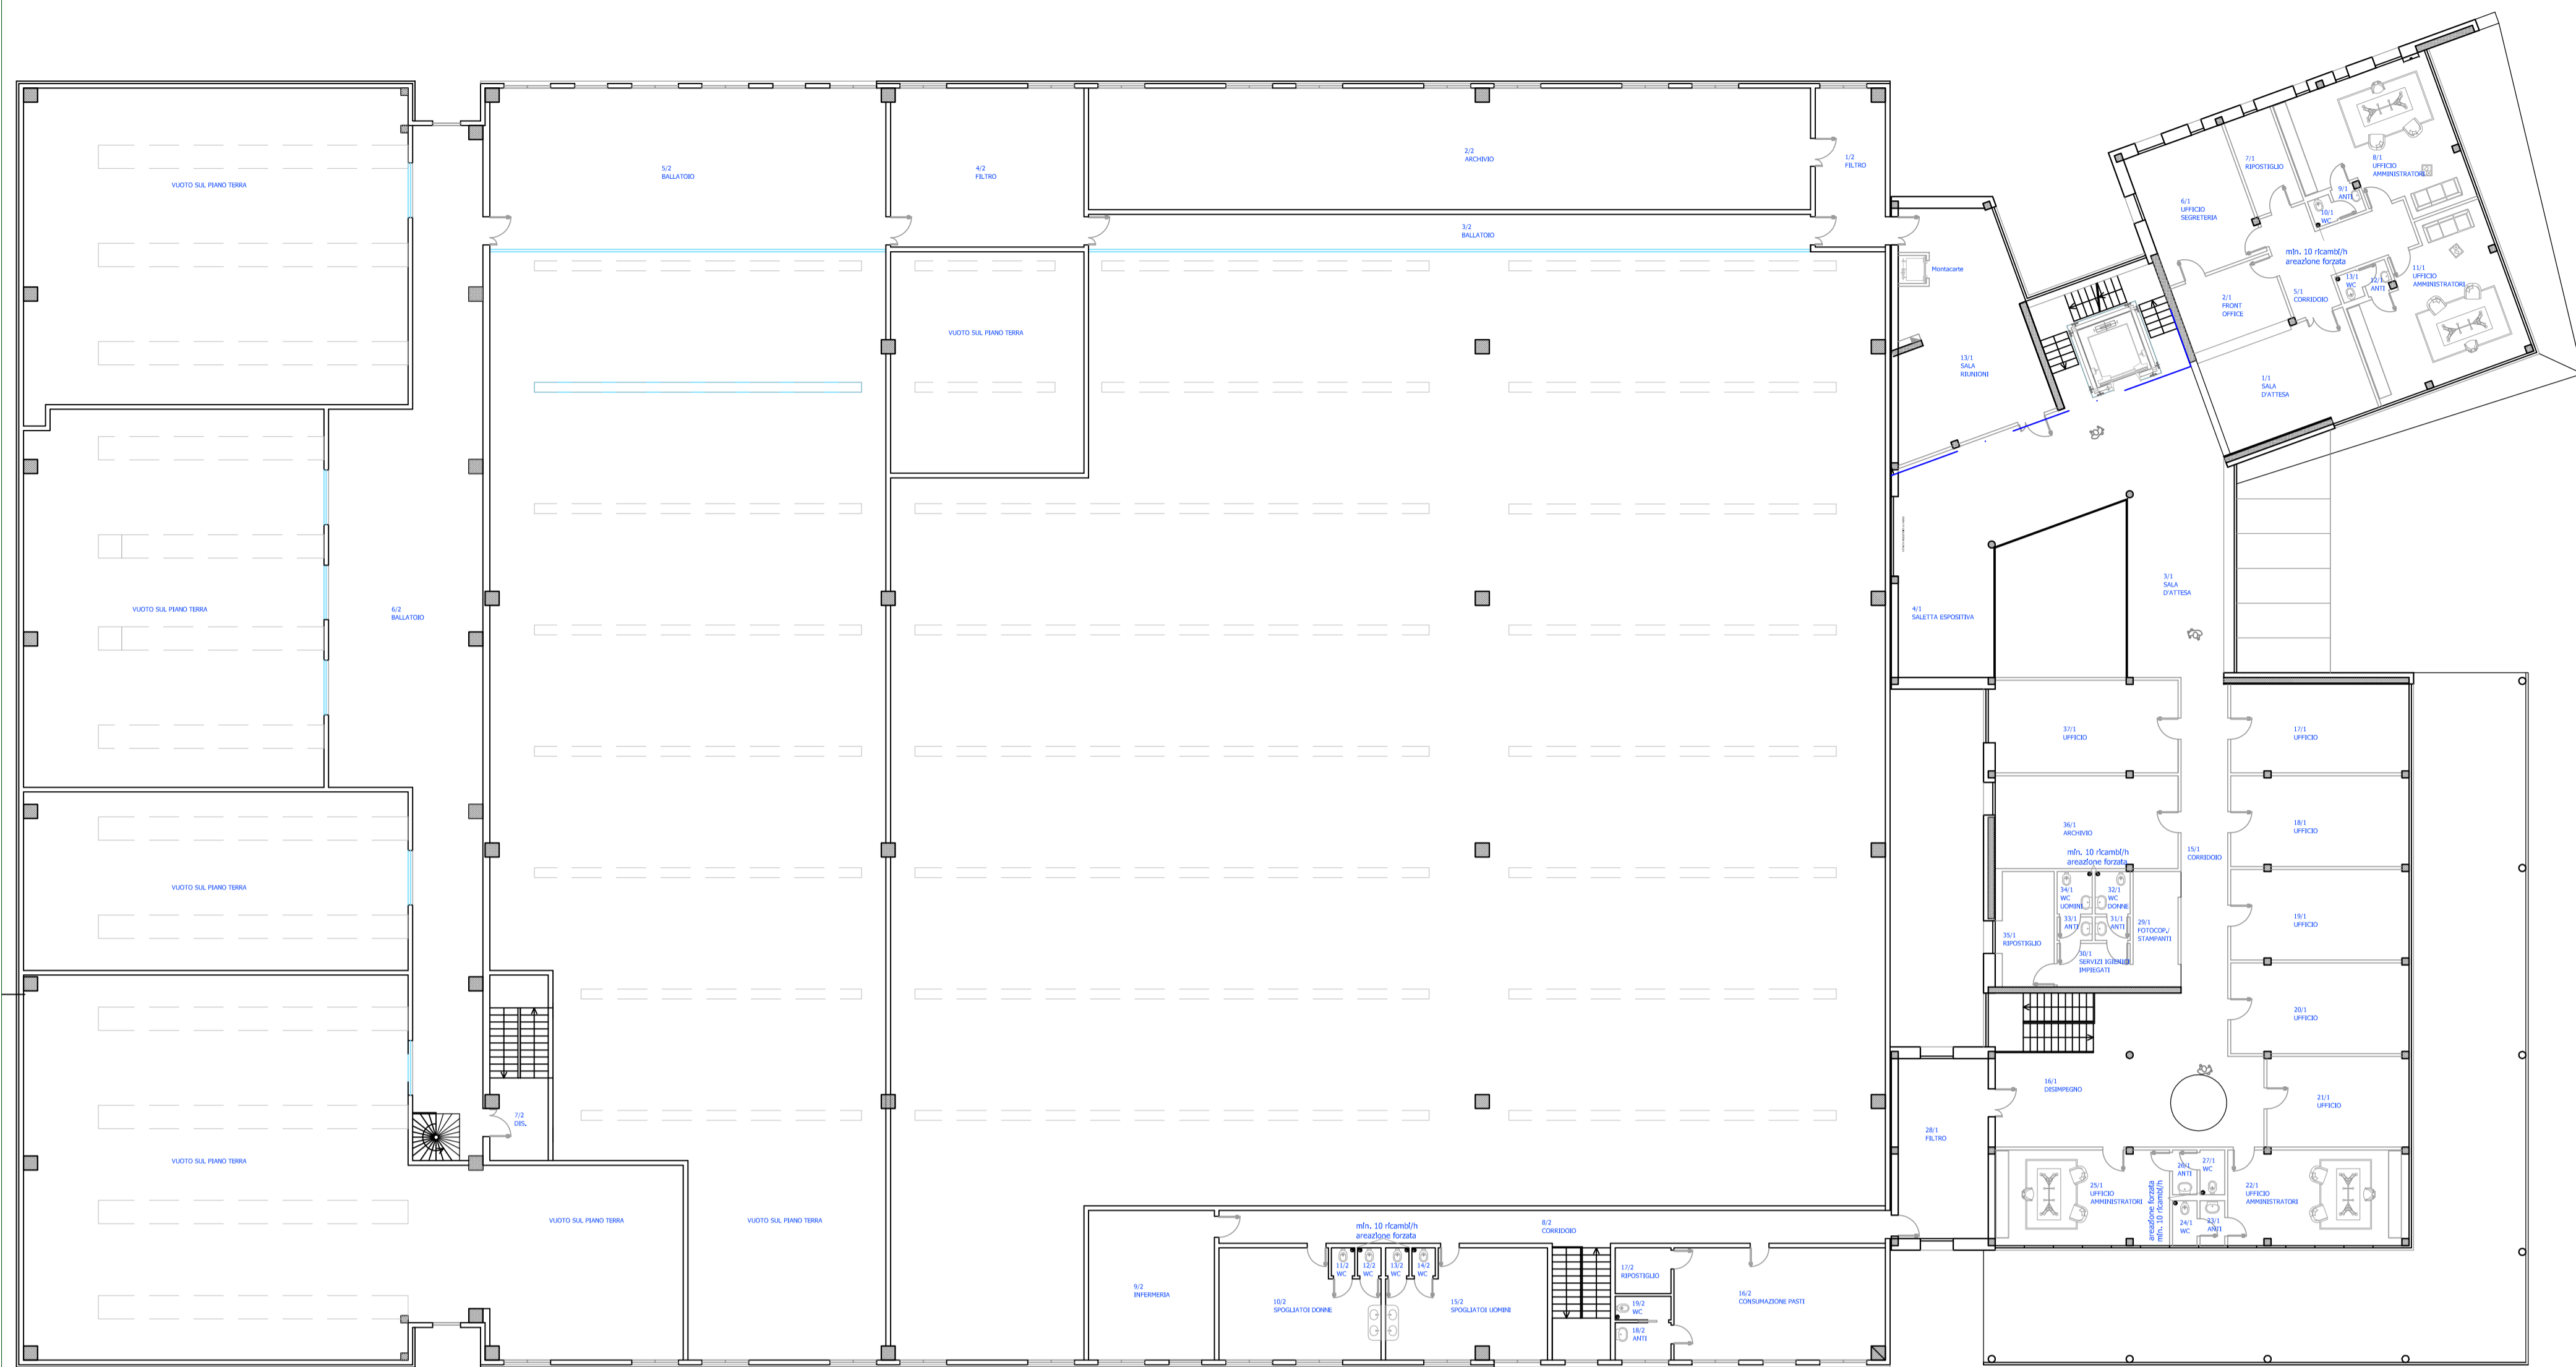 VUOTO SUL PIANO TERRA
5/2
BALLATOIO
4/2
FILTRO
2/2
ARCHIVIO
1/2
FILTRO
3/2
BALLATOIO
VUOTO SUL PIANO TERRA
Montacarte
13/1
SALA
RIUNIONI
7/1
RIPOSTIGLIO
8/1
UFFICIO
AMMINISTRATORI
9/1
ANTI
10/1
WC
6/1
UFFICIO
SEGRETERIA
min. 10 ricambi/h
areazione forzata
13/1
WC
12/1
ANTI
11/1
UFFICIO
AMMINISTRATORI
5/1
CORRIDOIO
2/1
FRONT
OFFICE
1/1
SALA
D'ATTESA
VUOTO SUL PIANO TERRA
6/2
BALLATOIO
4/1
SALETTA ESPOSITIVA
3/1
SALA
D'ATTESA
37/1
UFFICIO
17/1
UFFICIO
36/1
ARCHIVIO
min. 10 ricambi/h
areazione forzata
15/1
CORRIDOIO
18/1
UFFICIO
VUOTO SUL PIANO TERRA
34/1
WC
UOMINI
32/1
WC
DONNE
33/1
ANTI
31/1
ANTI
29/1
FOTOCOP./
STAMPANTI
35/1
RIPOSTIGLIO
30/1
SERVIZI IGIENICI
IMPIEGATI
19/1
UFFICIO
20/1
UFFICIO
16/1
DISIMPEGNO
21/1
UFFICIO
7/2
DIS.
28/1
FILTRO
VUOTO SUL PIANO TERRA
VUOTO SUL PIANO TERRA
VUOTO SUL PIANO TERRA
25/1
UFFICIO
AMMINISTRATORI
areazione forzata
min. 10 ricambi/h
26/1
ANTI
27/1
WC
24/1
WC
23/1
ANTI
22/1
UFFICIO
AMMINISTRATORI
min. 10 ricambi/h
areazione forzata
8/2
CORRIDOIO
9/2
INFERMERIA
10/2
SPOGLIATOI DONNE
11/2
WC
12/2
WC
13/2
WC
14/2
WC
15/2
SPOGLIATOI UOMINI
17/2
RIPOSTIGLIO
19/2
WC
18/2
ANTI
16/2
CONSUMAZIONE PASTI